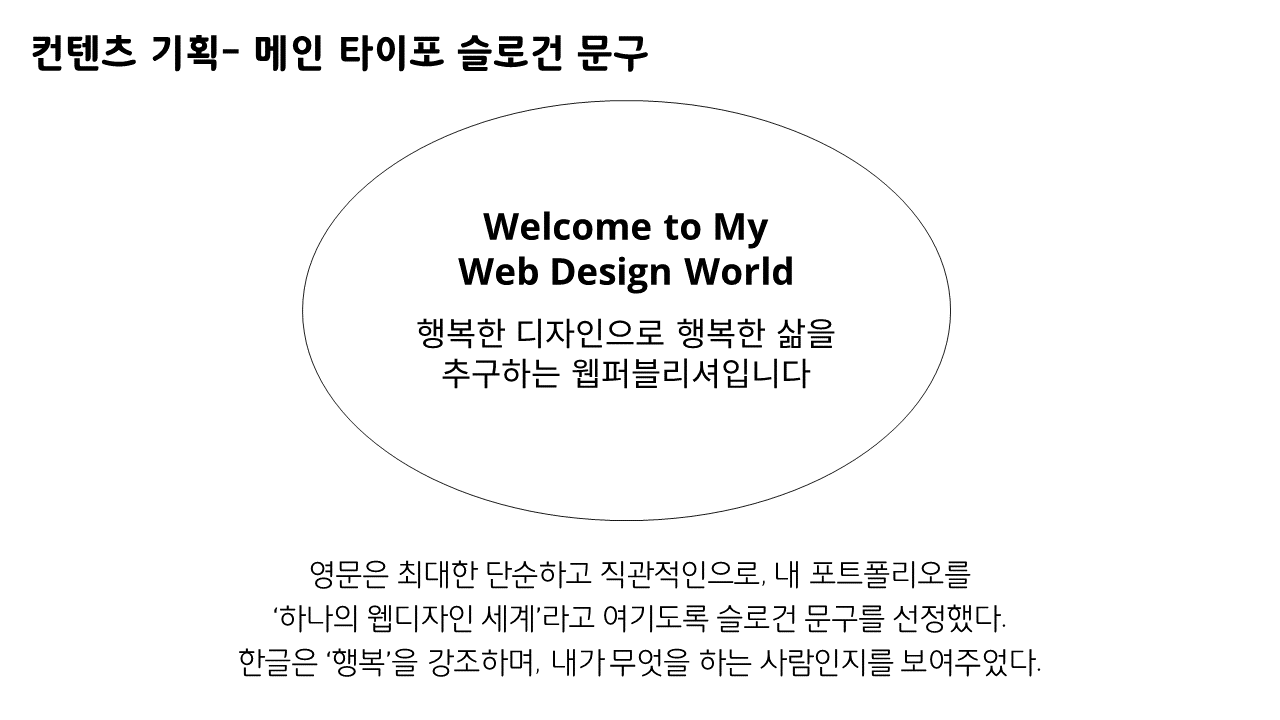 컨텐츠 기획- 메인 타이포 슬로건 문구
Welcome to My
Web Design World
행복한 디자인으로 행복한 삶을
추구하는 웹퍼블리셔입니다
영문은 최대한 단순하고 직관적인으로, 내 포트폴리오를
‘하나의 웹디자인 세계’라고 여기도록 슬로건 문구를 선정했다.
한글은 ‘행복’을 강조하며, 내가 무엇을 하는 사람인지를 보여주었다.